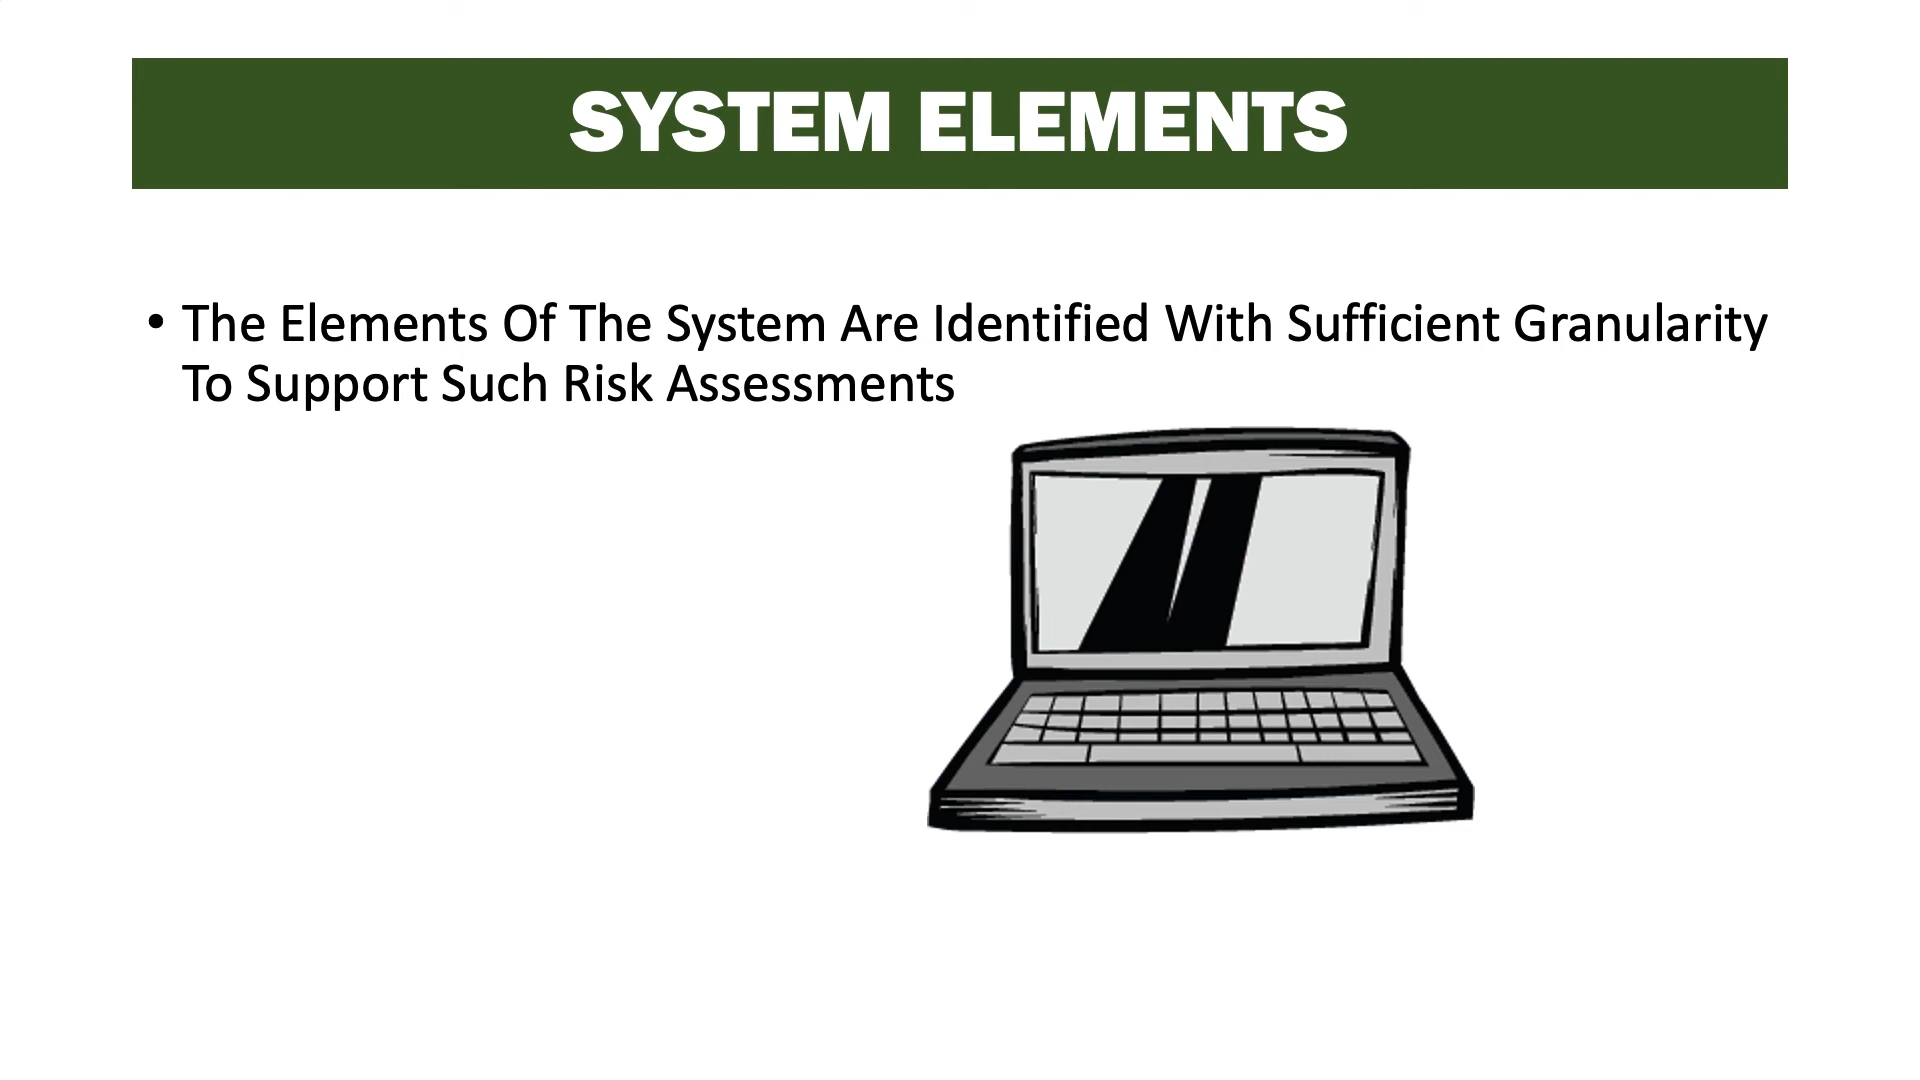 SYSTEM ELEMENTS
• The Elements Of The System Are Identified With Sufficient Granularity
To Support Such Risk Assessments